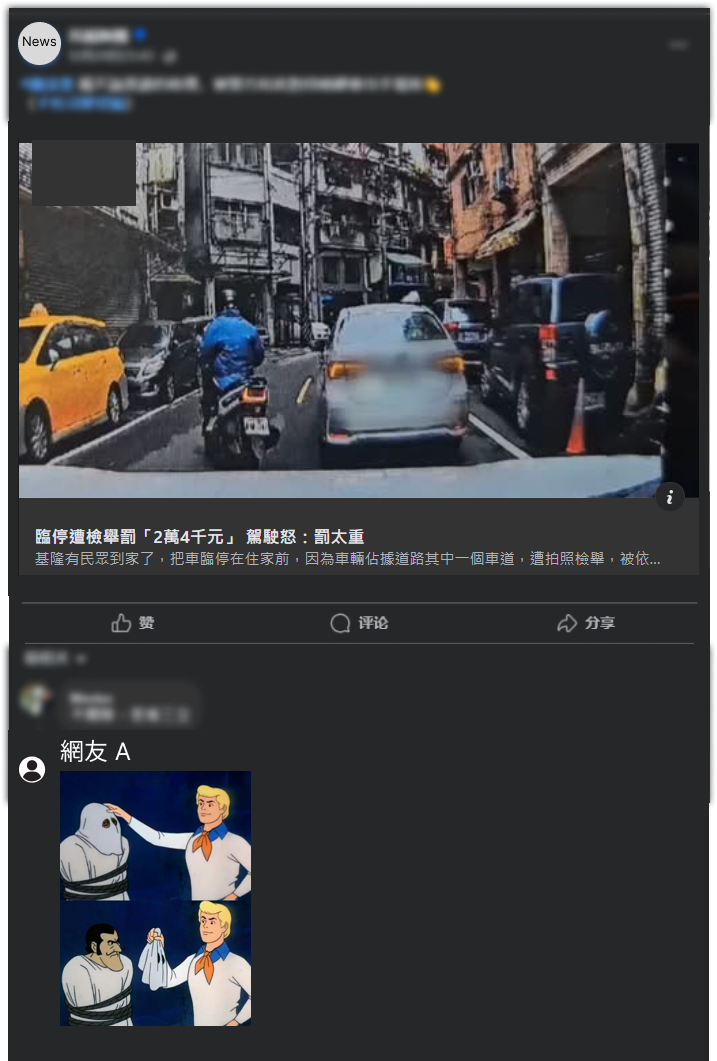 News
臨停遭檢舉罰「2萬4千元」 駕駛怒：罰太重
基隆有民眾到家了，把車臨停在住家前，因為車輛佔據道路其中一個車道，遭拍照檢舉，被依...
赞
评论
分享
網友 A